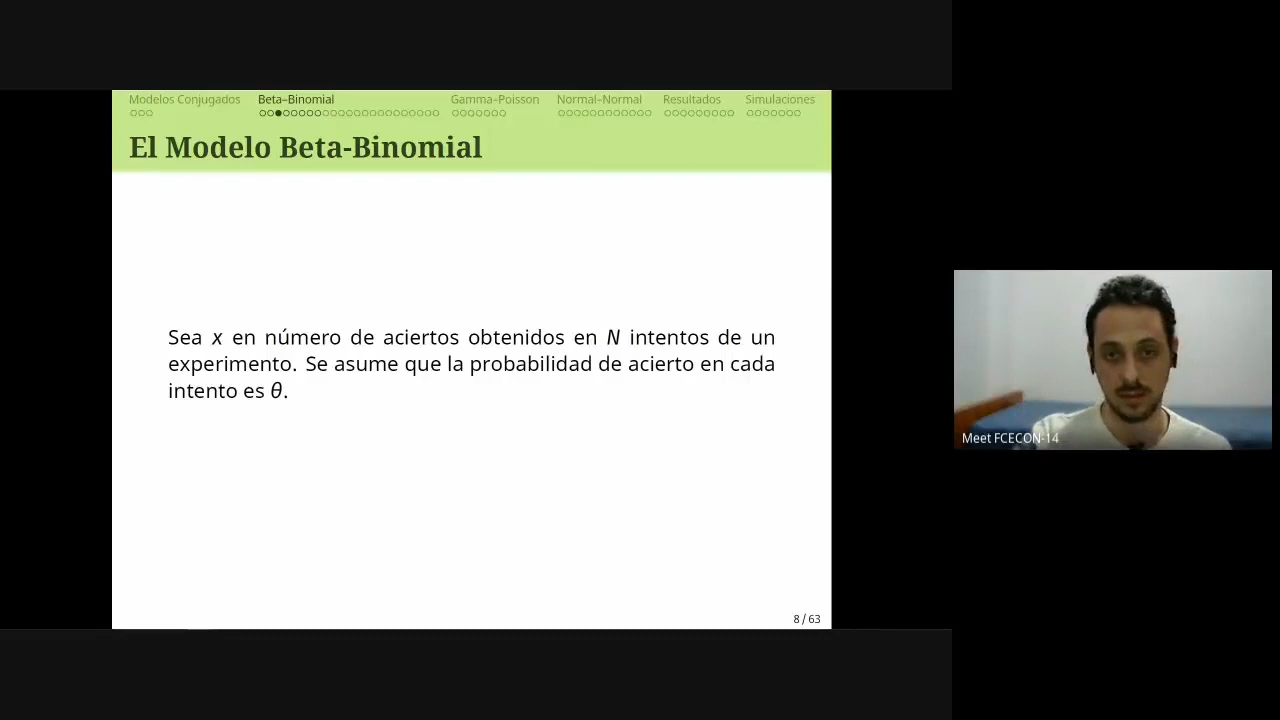 Modelos Conjugados Beta–Binomial Gamma–Poisson Normal–Normal Resultados Simulaciones
El Modelo Beta-Binomial
Sea x en número de aciertos obtenidos en N intentos de un
experimento. Se asume que la probabilidad de acierto en cada
intento es θ.
8 / 63
Meet FCECON-14